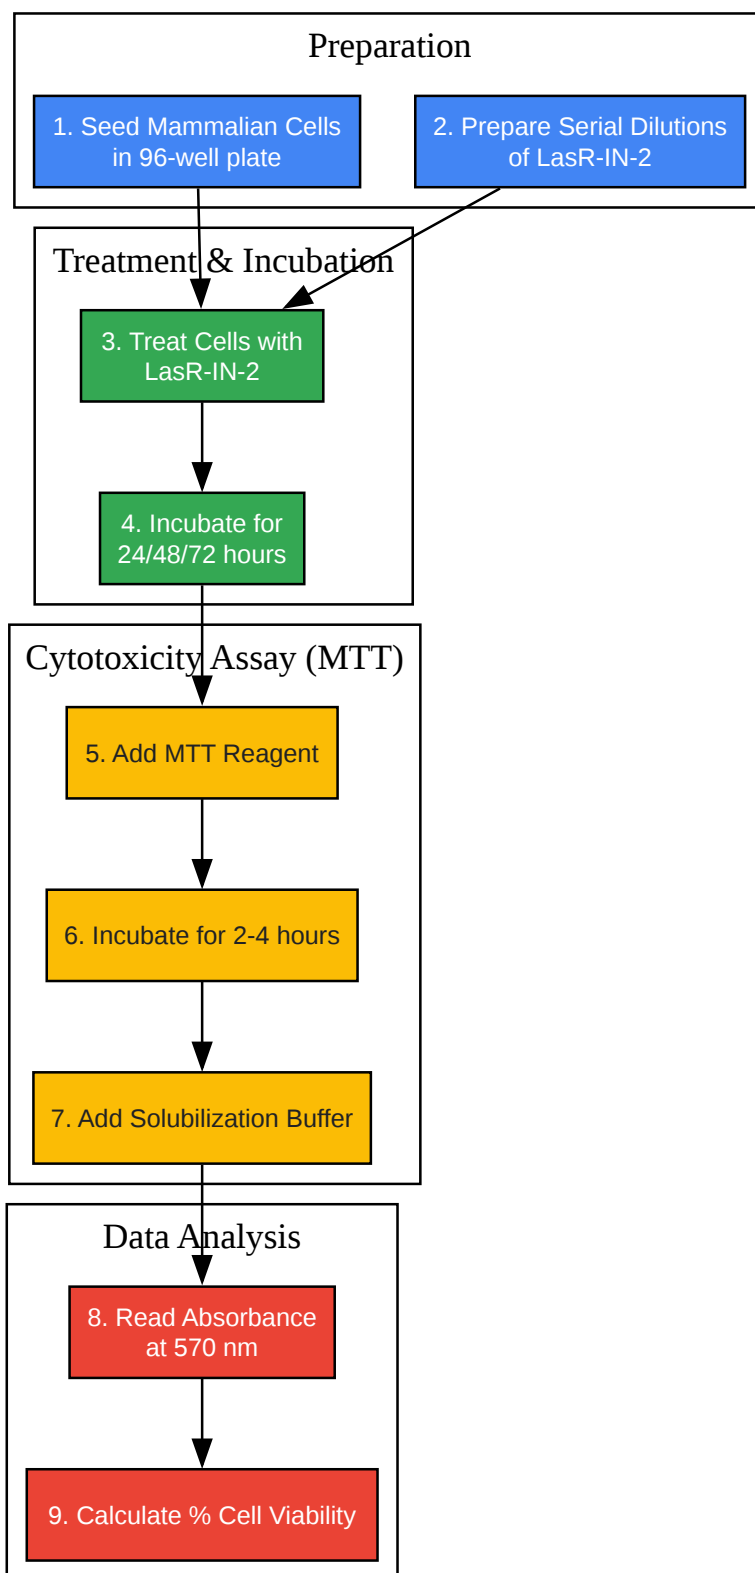 Preparation
1. Seed Mammalian Cells
in 96-well plate
2. Prepare Serial Dilutions
of LasR-IN-2
Treatment & Incubation
3. Treat Cells with
LasR-IN-2
4. Incubate for
24/48/72 hours
Cytotoxicity Assay (MTT)
5. Add MTT Reagent
6. Incubate for 2-4 hours
7. Add Solubilization Buffer
Data Analysis
8. Read Absorbance
at 570 nm
9. Calculate % Cell Viability